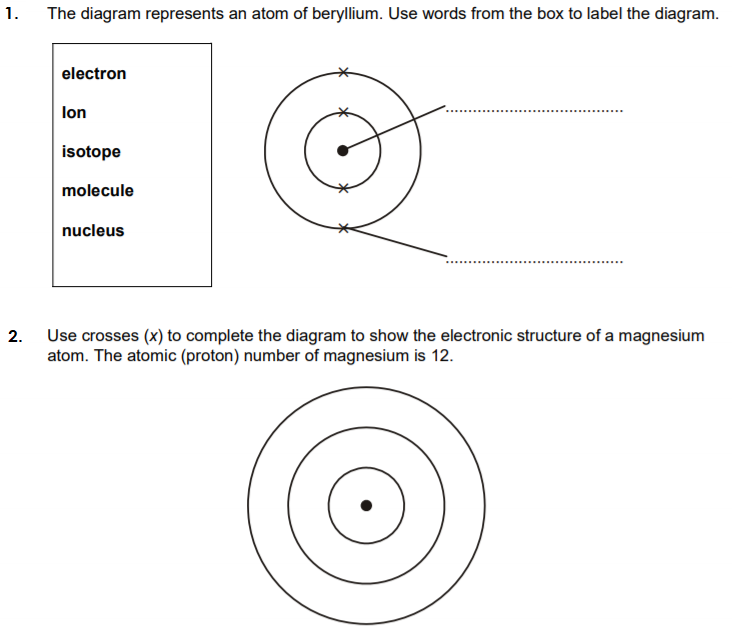 1. The diagram represents an atom of beryllium. Use words from the box to label the diagram.
electron
Ion
isotope
molecule
nucleus
2. Use crosses (x) to complete the diagram to show the electronic structure of a magnesium
atom. The atomic (proton) number of magnesium is 12.